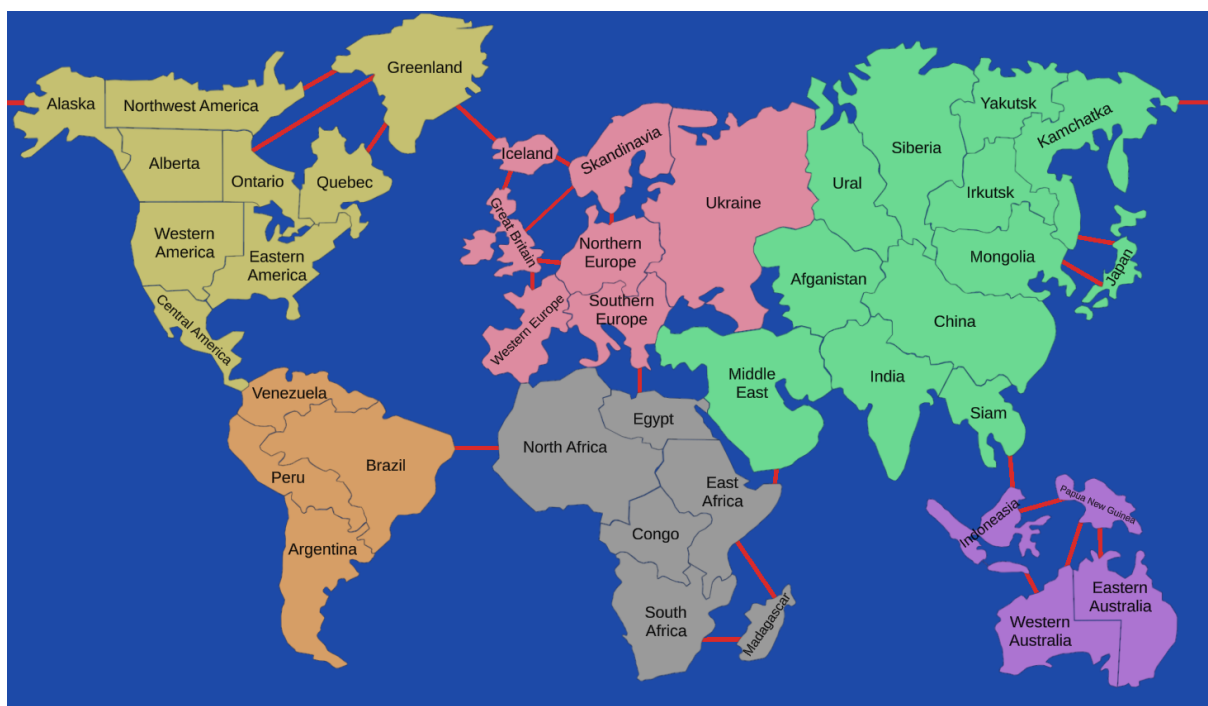 Greenland
Alaska
Northwest America
Yakutsk
Kamchatka
Iceland
Skandinavia
Siberia
Alberta
Ontario
Quebec
Ural
Irkutsk
Ukraine
Great Britain
Western
America
Eastern
America
Northern
Europe
Mongolia
Japan
Afganistan
Central America
Western Europe
Southern
Europe
China
Middle
East
India
Venezuela
Siam
Egypt
North Africa
Brazil
Peru
East
Africa
Papua New Guinea
Indoneasia
Congo
Argentina
Eastern
Australia
South
Africa
Madagascar
Western
Australia